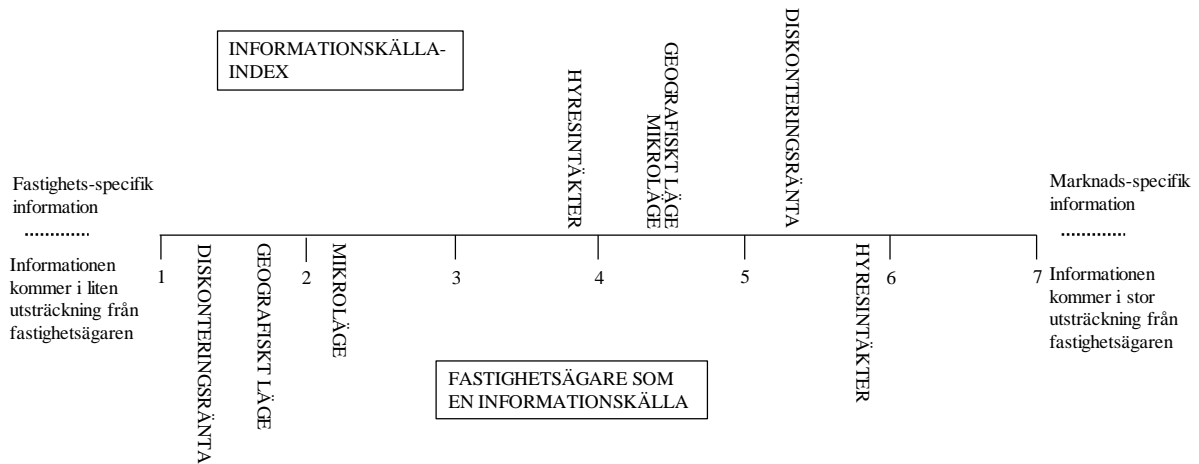 INFORMATIONSKÄLLA-
INDEX
HYRESINTÄKTER
MIKROLÄGE
GEOGRAFISKT LÄGE
DISKONTERINGSRÄNTA
Fastighets-specifik
information
Marknads-specifik
information
1
2
3
4
5
6
7
Informationen
kommer i liten
utsträckning från
fastighetsägaren
DISKONTERINGSRÄNTA
GEOGRAFISKT LÄGE
MIKROLÄGE
HYRESINTÄKTER
Informationen
kommer i stor
utsträckning från
fastighetsägaren
FASTIGHETSÄGARE SOM
EN INFORMATIONSKÄLLA